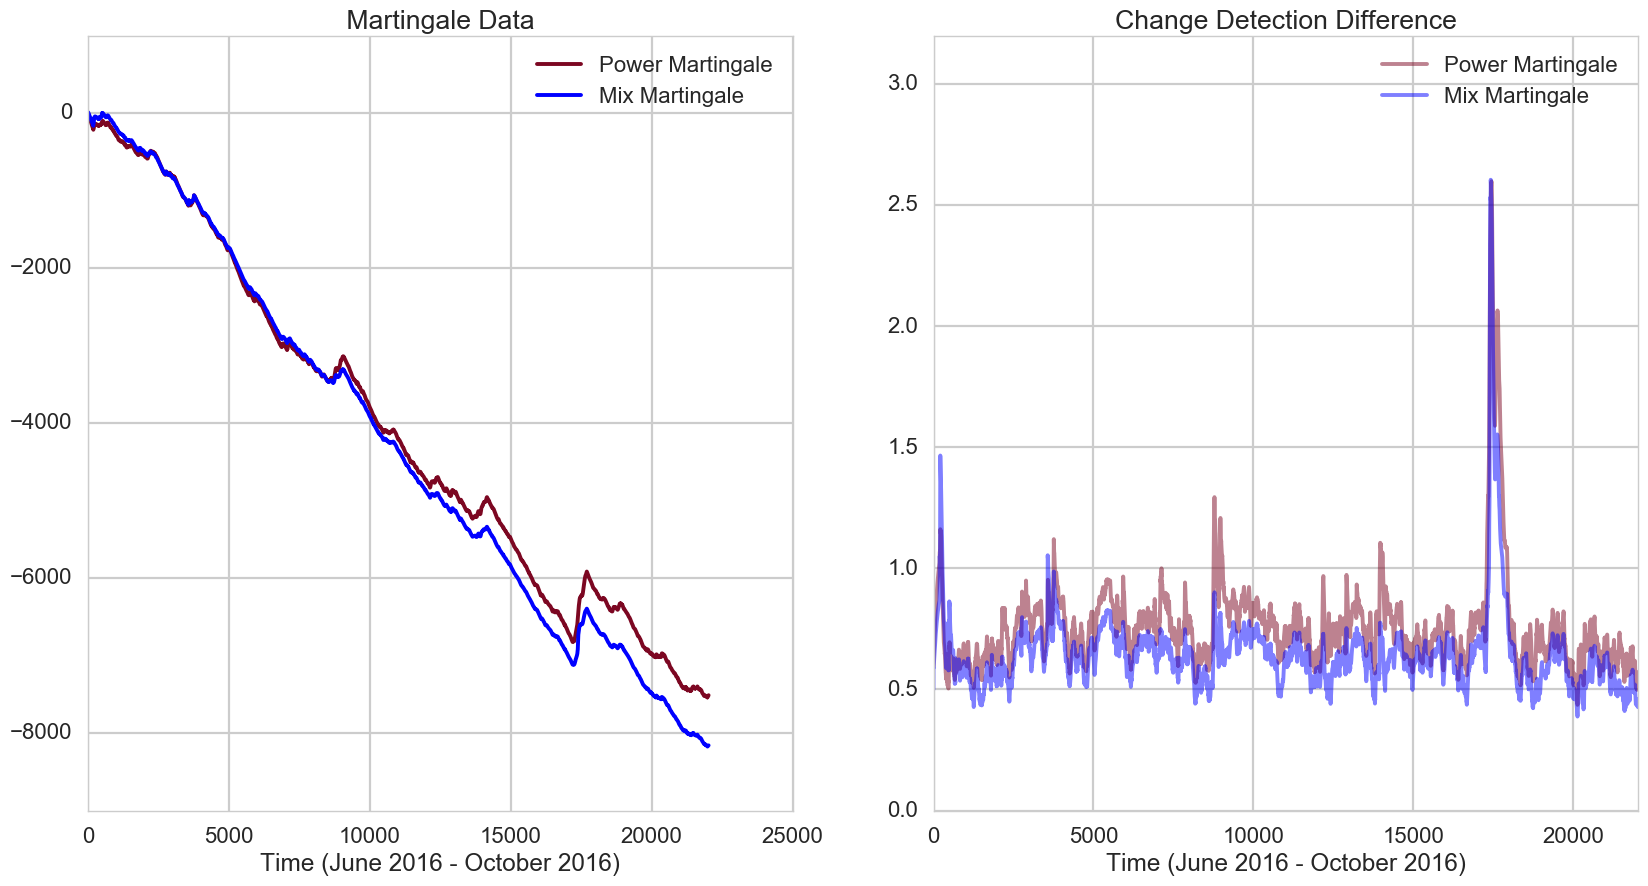 Martingale Data
Power Martingale
Mix Martingale
0
−2000
−4000
−6000
−8000
0 5000 10000 15000 20000 25000
Time (June 2016 - October 2016)
Change Detection Difference
Power Martingale
Mix Martingale
3.0
2.5
2.0
1.5
1.0
0.5
0.0
0 5000 10000 15000 20000
Time (June 2016 - October 2016)